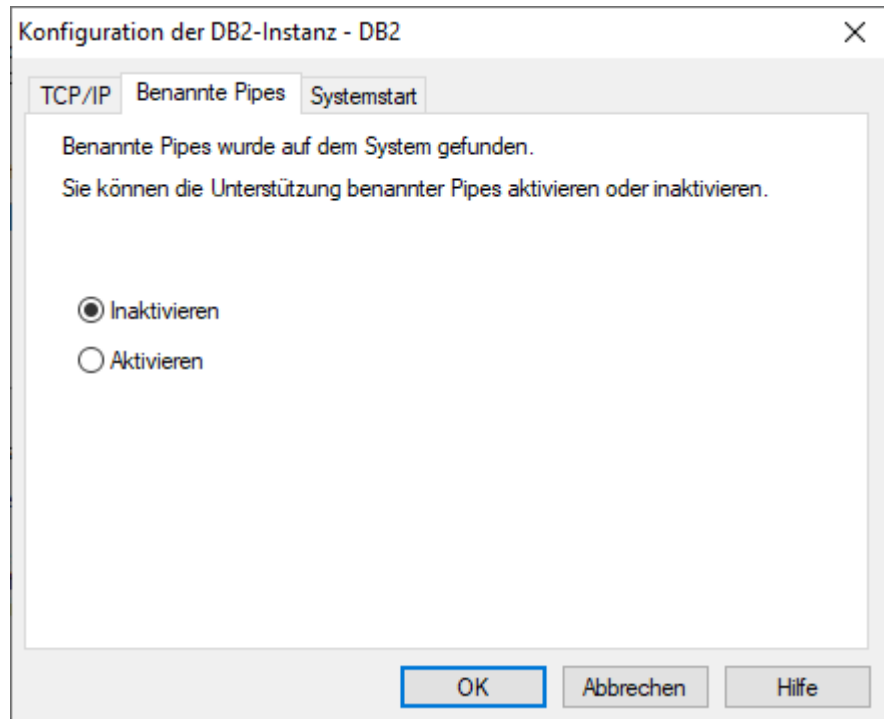 Konfiguration der DB2-Instanz - DB2
TCP/IP Benannte Pipes Systemstart
Benannte Pipes wurde auf dem System gefunden.
Sie können die Unterstützung benannter Pipes aktivieren oder inaktivieren.
Inaktivieren
Aktivieren
OK Abbrechen Hilfe